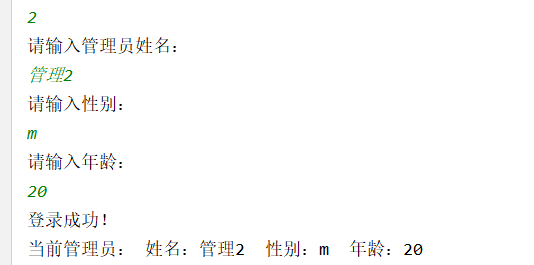 2
请输入管理员姓名：
管理2
请输入性别：
m
请输入年龄：
20
登录成功！
当前管理员： 姓名：管理2  性别：m  年龄：20